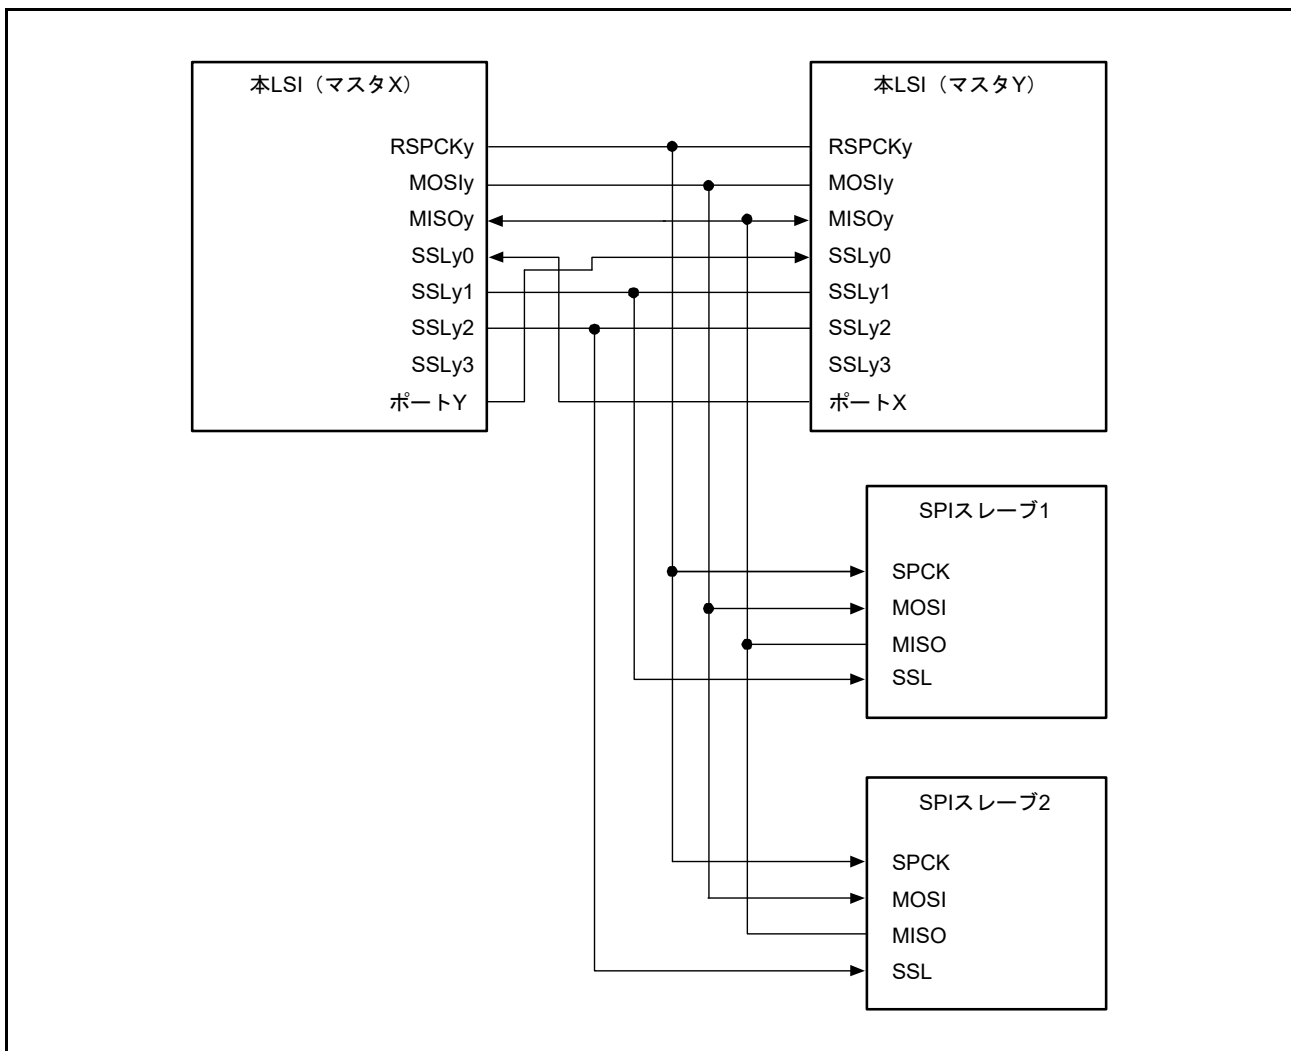 本LSI（マスタX）
RSPCKy
MOSIy
MISOy
SSLy0
SSLy1
SSLy2
SSLy3
ポートY
本LSI（マスタY）
RSPCKy
MOSIy
MISOy
SSLy0
SSLy1
SSLy2
SSLy3
ポートX
SPIスレーブ1
SPCK
MOSI
MISO
SSL
SPIスレーブ2
SPCK
MOSI
MISO
SSL